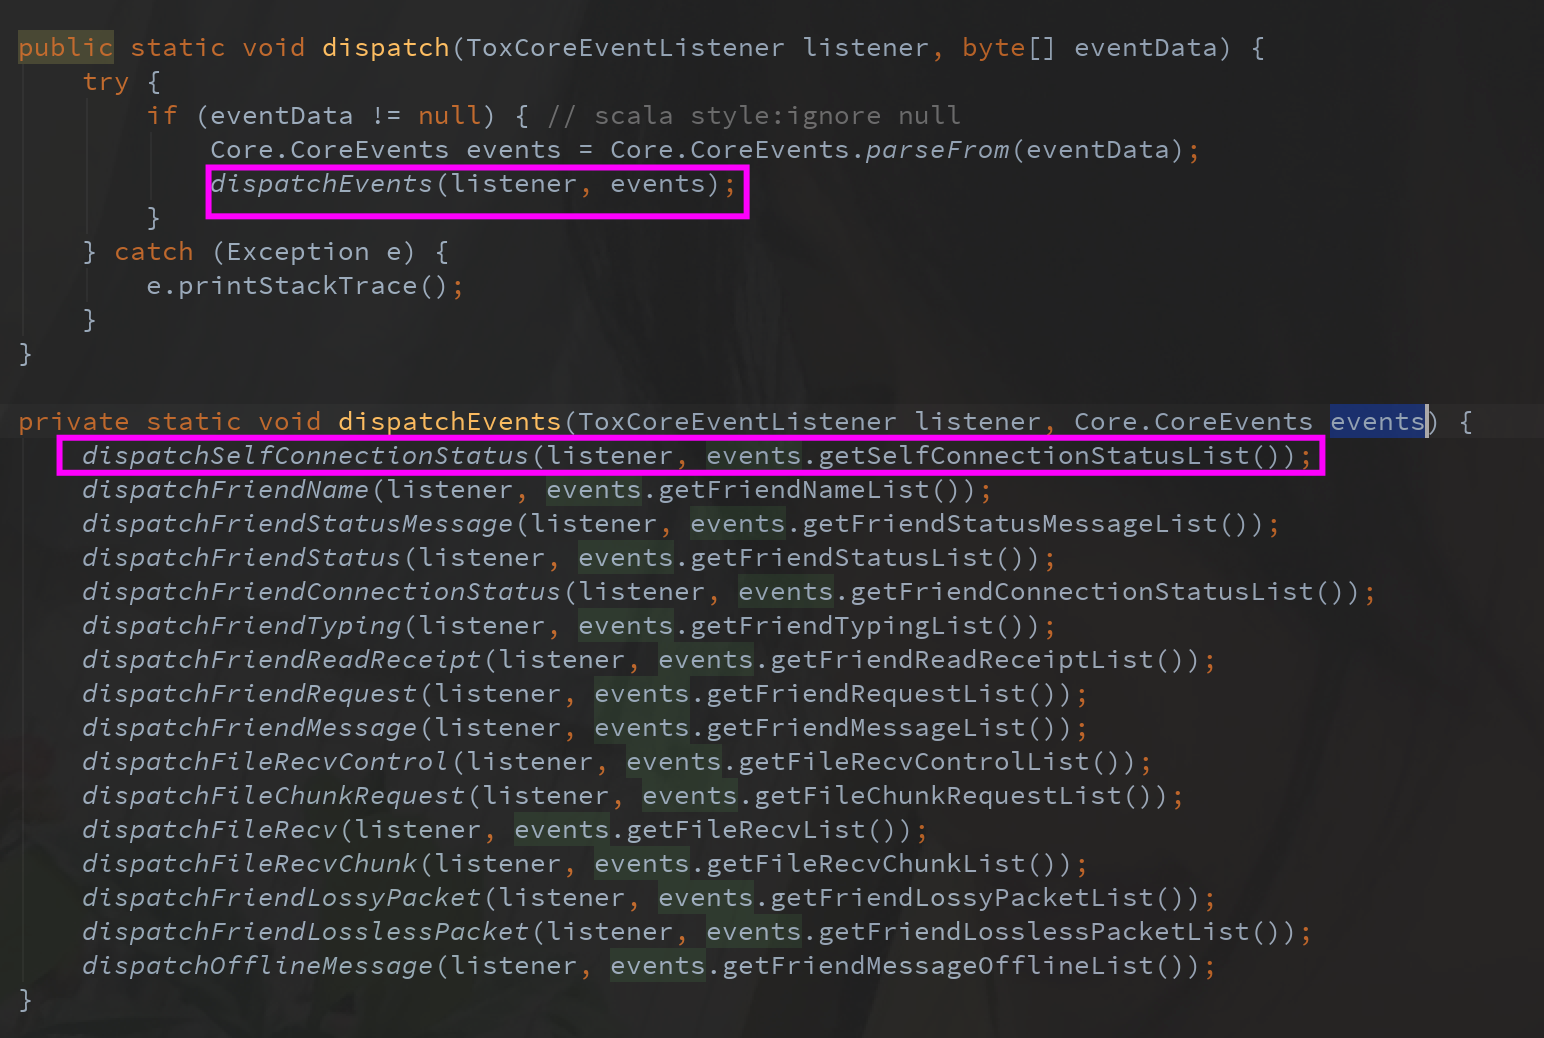 public static void dispatch(ToxCoreEventListener listener, byte[] eventData) {
try {
if (eventData != null) { // scala style:ignore null
Core.CoreEvents events = Core.CoreEvents.parseFrom(eventData);
dispatchEvents(listener, events);
}
} catch (Exception e) {
e.printStackTrace();
}
}
private static void dispatchEvents(ToxCoreEventListener listener, Core.CoreEvents events) {
dispatchSelfConnectionStatus(listener, events.getSelfConnectionStatusList());
dispatchFriendName(listener, events.getFriendNameList());
dispatchFriendStatusMessage(listener, events.getFriendStatusMessageList());
dispatchFriendStatus(listener, events.getFriendStatusList());
dispatchFriendConnectionStatus(listener, events.getFriendConnectionStatusList());
dispatchFriendTyping(listener, events.getFriendTypingList());
dispatchFriendReadReceipt(listener, events.getFriendReadReceiptList());
dispatchFriendRequest(listener, events.getFriendRequestList());
dispatchFriendMessage(listener, events.getFriendMessageList());
dispatchFileRecvControl(listener, events.getFileRecvControlList());
dispatchFileChunkRequest(listener, events.getFileChunkRequestList());
dispatchFileRecv(listener, events.getFileRecvList());
dispatchFileRecvChunk(listener, events.getFileRecvChunkList());
dispatchFriendLossyPacket(listener, events.getFriendLossyPacketList());
dispatchFriendLosslessPacket(listener, events.getFriendLosslessPacketList());
dispatchOfflineMessage(listener, events.getFriendMessageOfflineList());
}